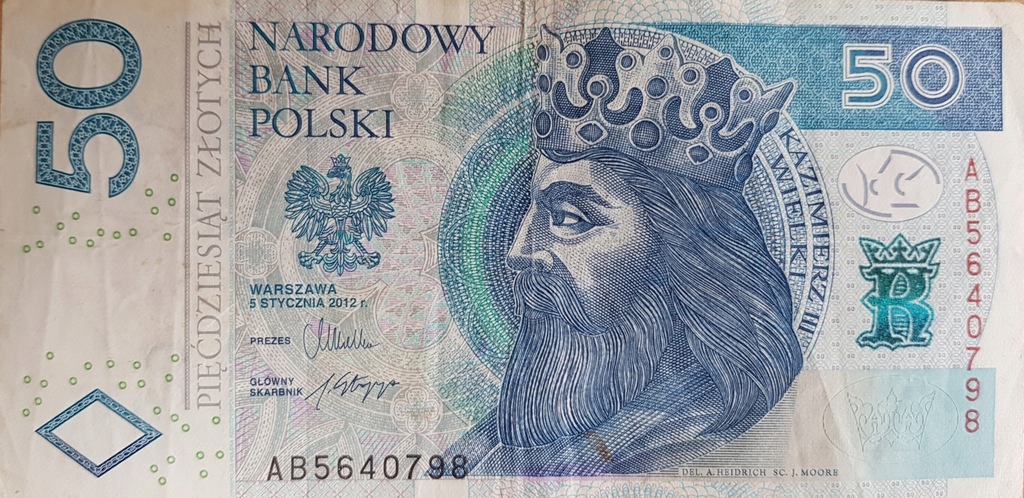 50
PIĘĆDZIESIĄT ZŁOTYCH
NARODOWY
BANK
POLSKI
WARSZAWA
5 STYCZNIA 2012 r.
PREZES
GŁÓWNY
SKARBNIK
AB5640798
KAZIMIERZ III
WIELKI
50
AB5640798
DEL. A. HEIDRICH SC. J. MOORE